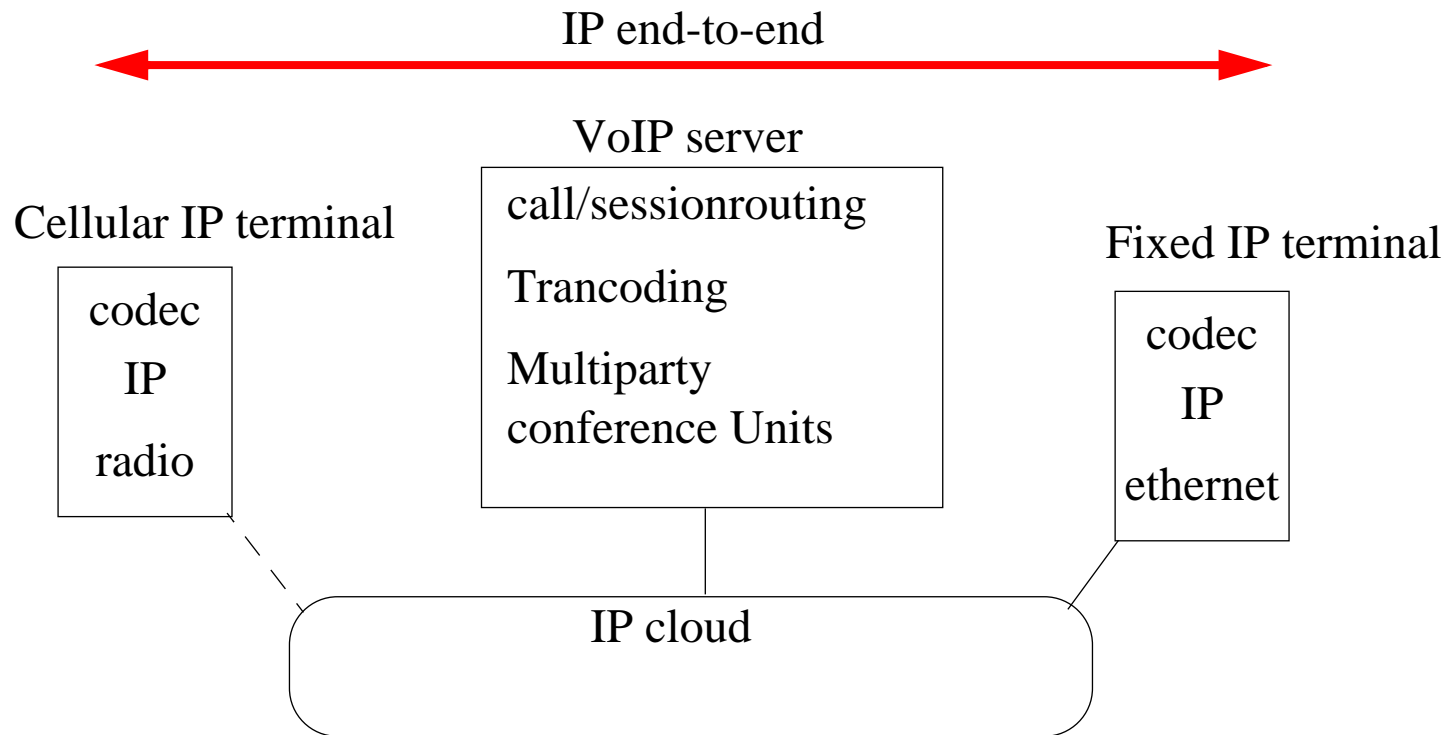 IP end-to-end
VoIP server
call/sessionrouting
Trancoding
Multiparty
conference Units
Cellular IP terminal
codec
IP
radio
Fixed IP terminal
codec
IP
ethernet
IP cloud